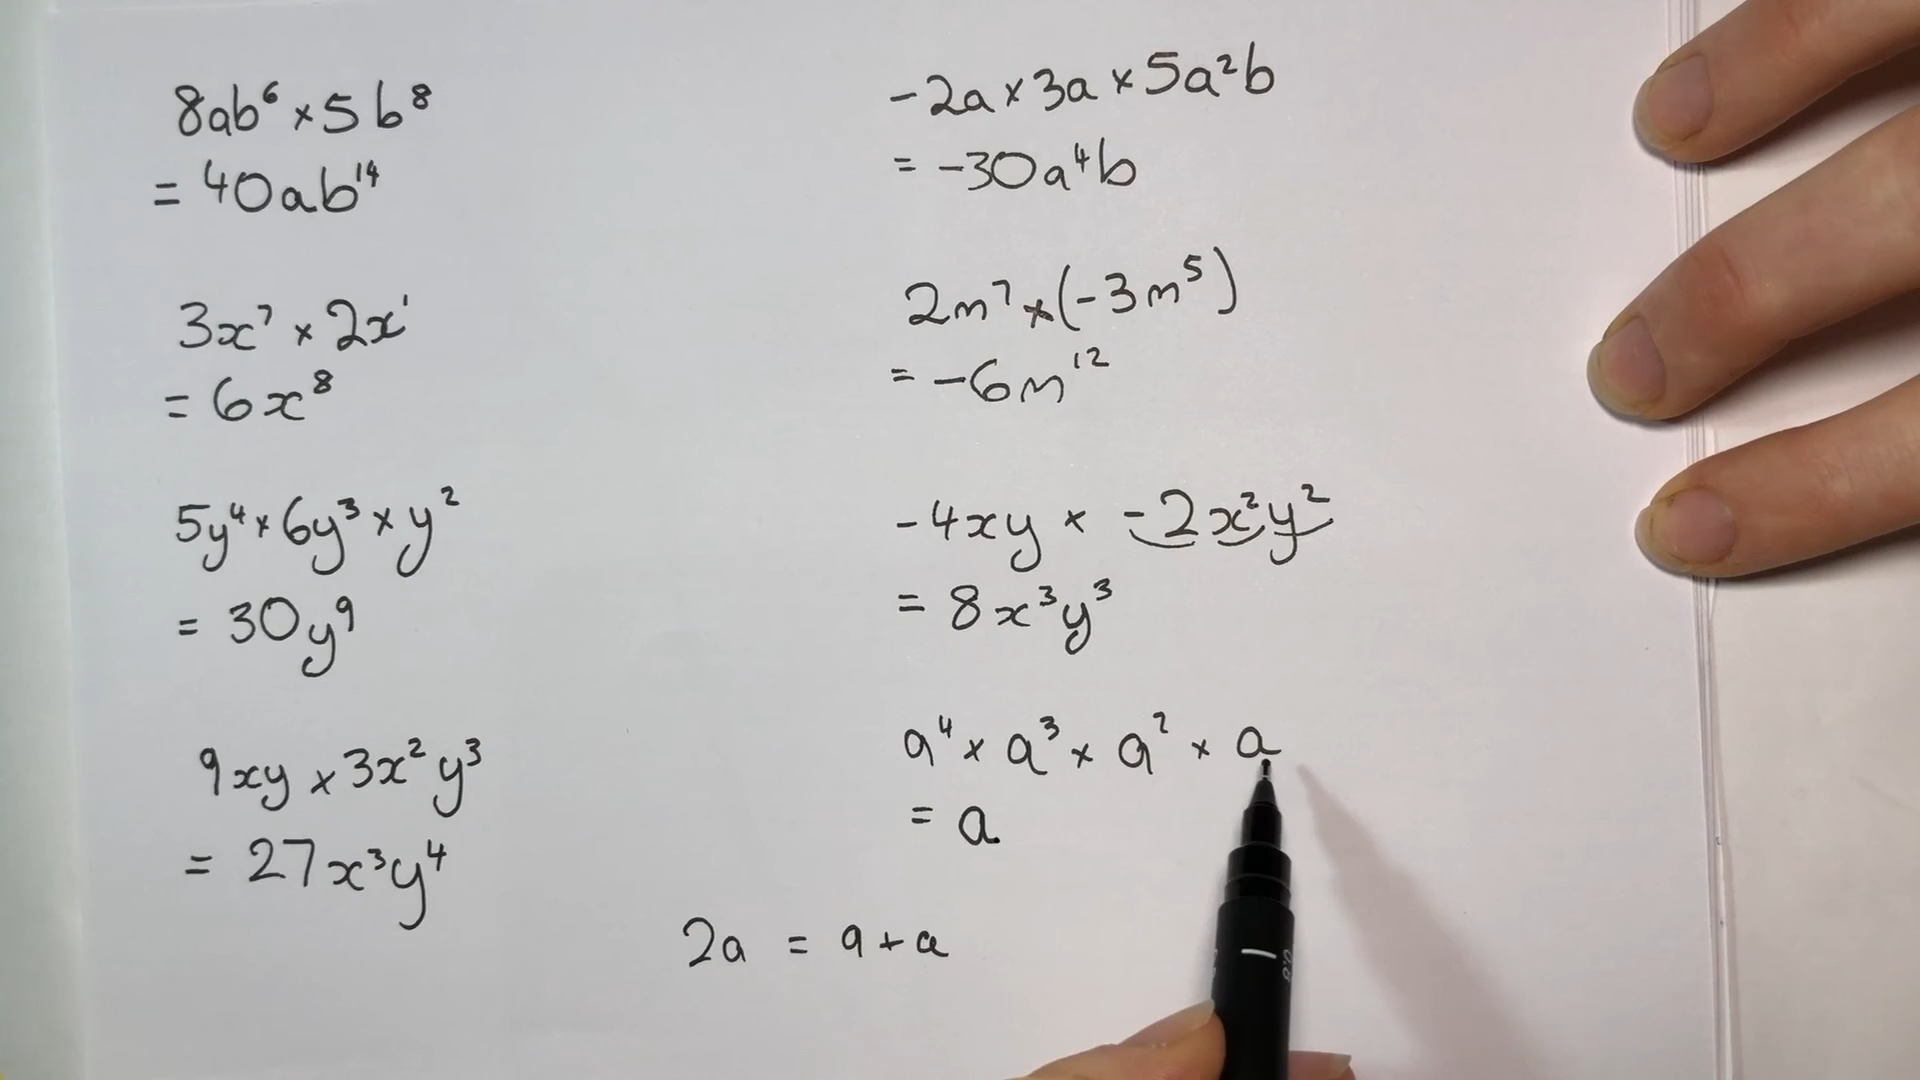 8ab⁶ × 5b⁸
= 40ab¹⁴
3x⁷ × 2x¹
= 6x⁸
5y⁴ × 6y³ × y²
= 30y⁹
9xy × 3x²y³
= 27x³y⁴
-2a × 3a × 5a²b
= -30a⁴b
2m⁷ × (-3m⁵)
= -6m¹²
-4xy × -2x²y²
= 8x³y³
a⁴ × a³ × a² × a
= a
2a = a + a